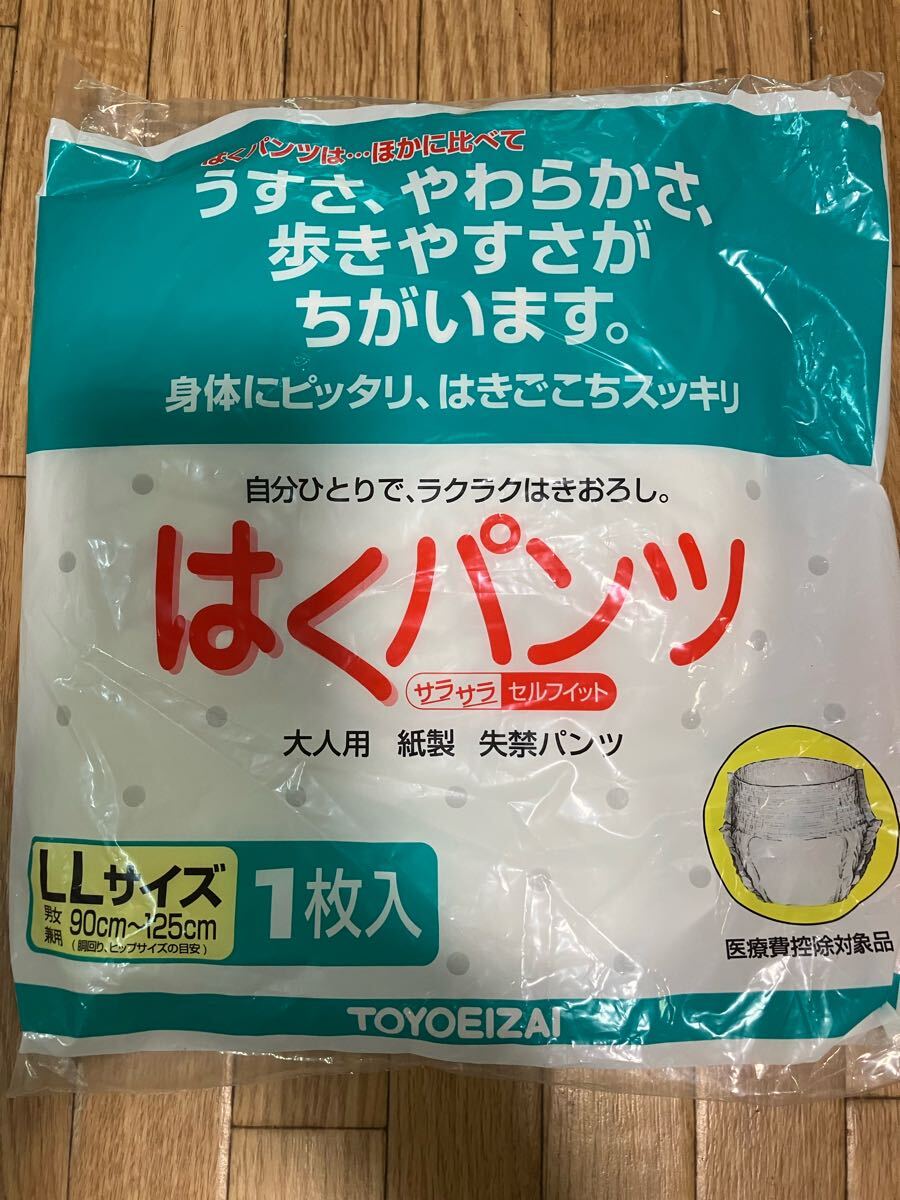 はくパンツは…ほかに比べて
うすさ、やわらかさ、
歩きやすさが
ちがいます。
身体にピッタリ、はきごこちスッキリ
自分ひとりで、ラクラクはきおろし。
はくパンツ
サラサラ セルフィット
大人用 紙製 失禁パンツ
LLサイズ
男女兼用 90cm～125cm
(胴回り、ヒップサイズの目安)
1枚入
医療費控除対象品
TOYOEIZAI